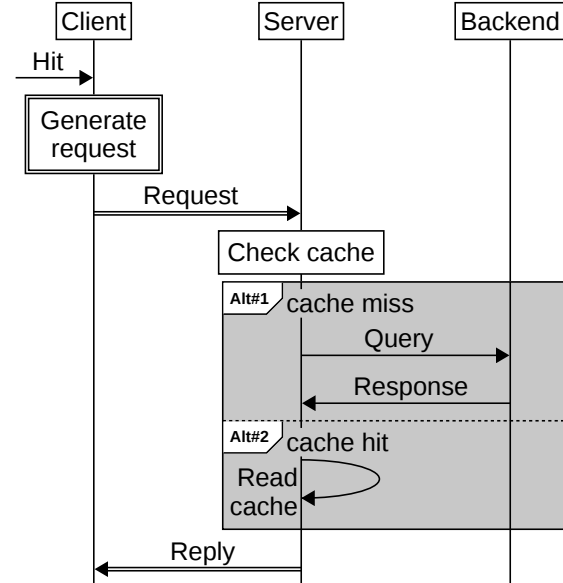 Client Server Backend
Hit
Generate
request
Request
Check cache
Alt#1 cache miss
Query
Response
Alt#2 cache hit
Read
cache
Reply